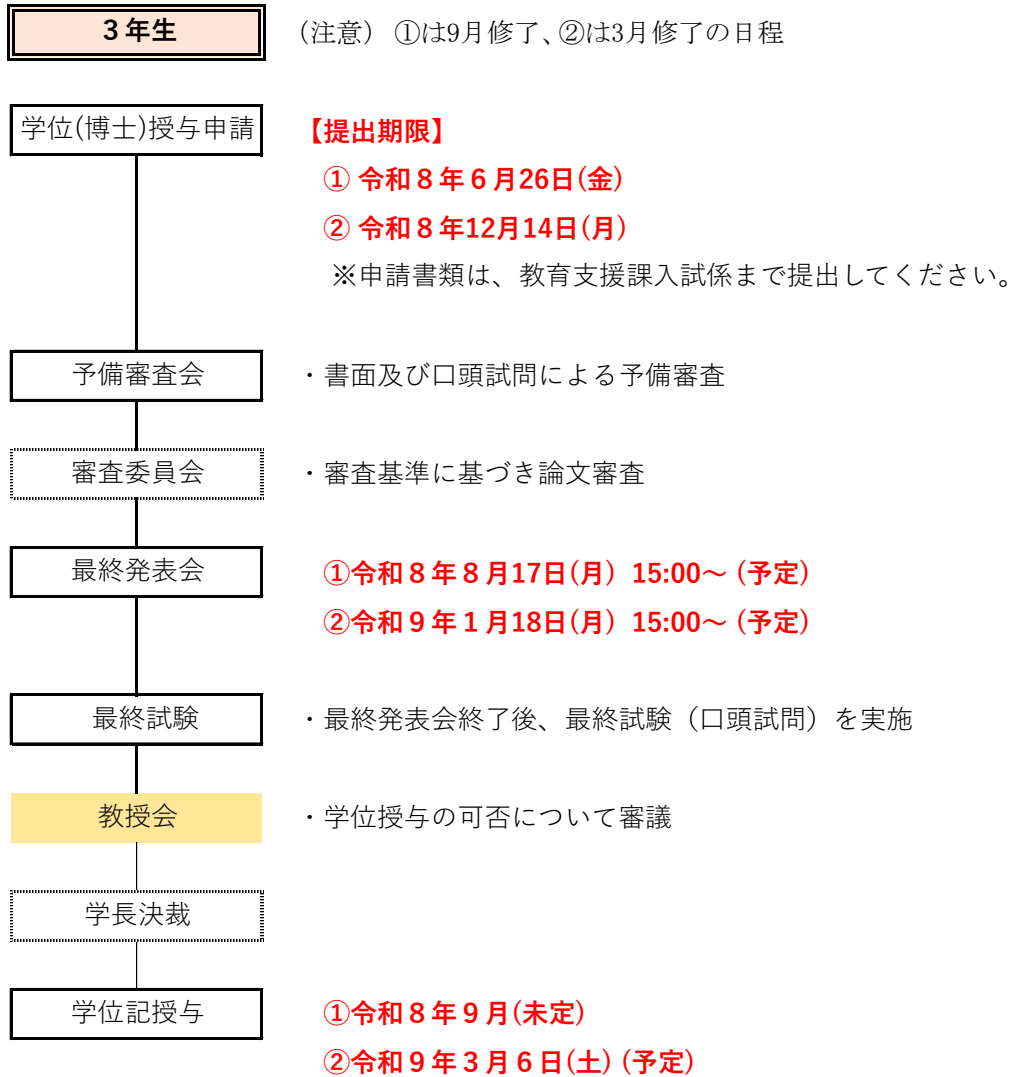 ３年生
（注意）①は9月修了、②は3月修了の日程
学位(博士)授与申請
【提出期限】
① 令和８年６月26日(金)
② 令和８年12月14日(月)
※申請書類は、教育支援課入試係まで提出してください。
予備審査会
・書面及び口頭試問による予備審査
審査委員会
・審査基準に基づき論文審査
最終発表会
①令和８年８月17日(月）15:00～ (予定)
②令和９年１月18日(月）15:00～ (予定)
最終試験
・最終発表会終了後、最終試験（口頭試問）を実施
教授会
・学位授与の可否について審議
学長決裁
学位記授与
①令和８年９月(未定)
②令和９年３月６日(土) (予定)